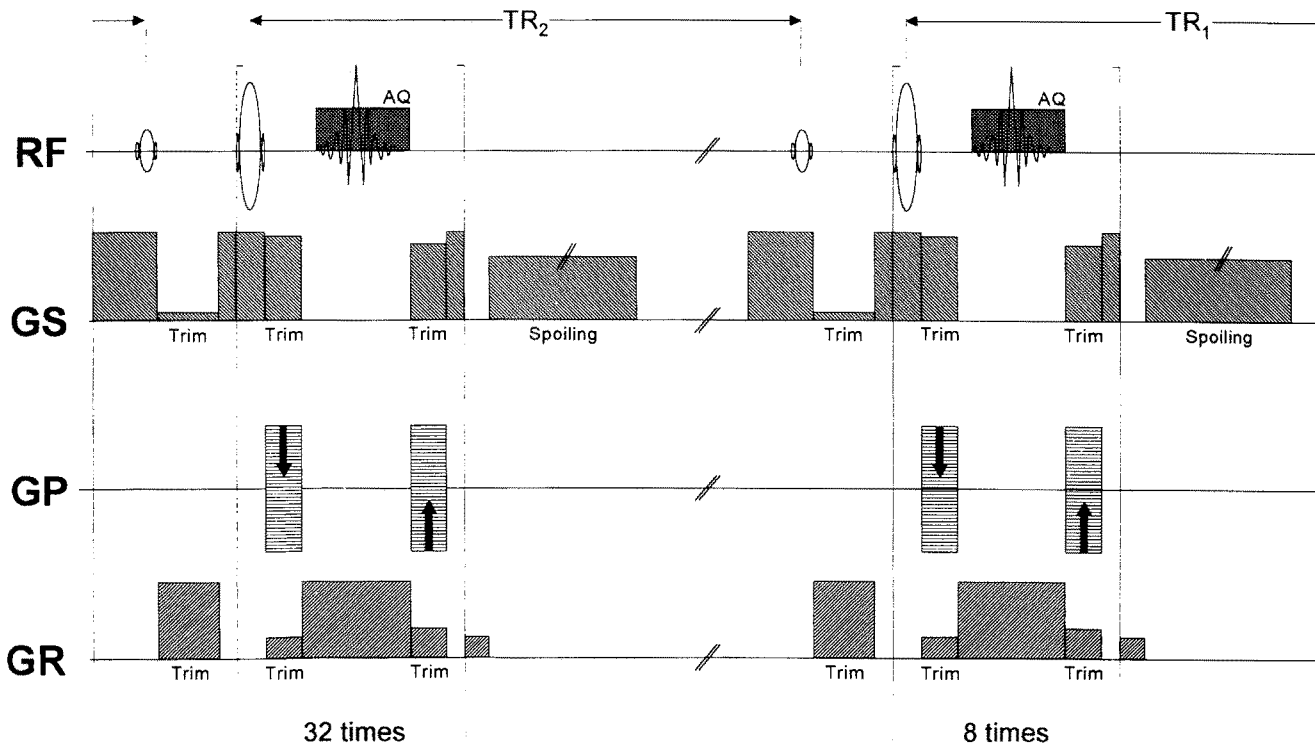 TR2
TR1
AQ
AQ
RF
GS
Trim
Trim
Trim
Spoiling
Trim
Trim
Trim
Spoiling
GP
GR
Trim
Trim
Trim
Trim
Trim
Trim
32 times
8 times